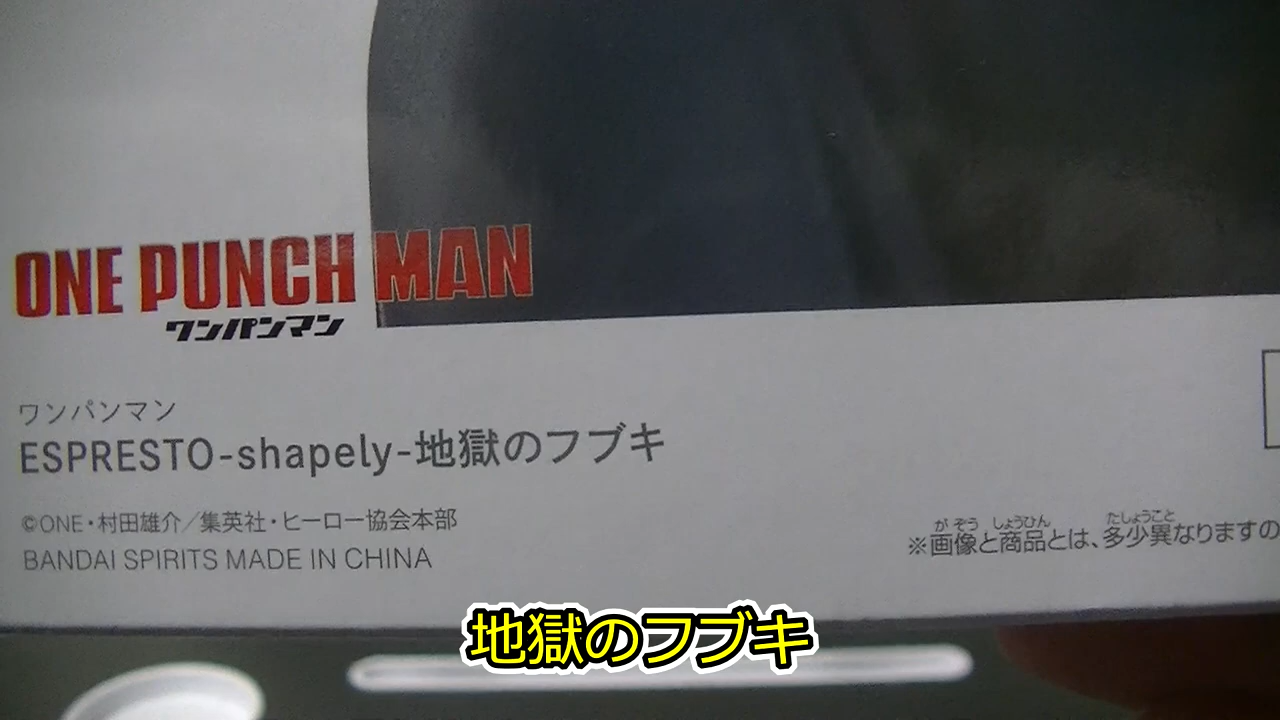 ONE PUNCH MAN
ワンパンマン
ワンパンマン
ESPRESTO-shapely-地獄のフブキ
©ONE・村田雄介／集英社・ヒーロー協会本部
BANDAI SPIRITS MADE IN CHINA
がぞう しょうひん たしょうこと
※画像と商品とは、多少異なりますの
地獄のフブキ